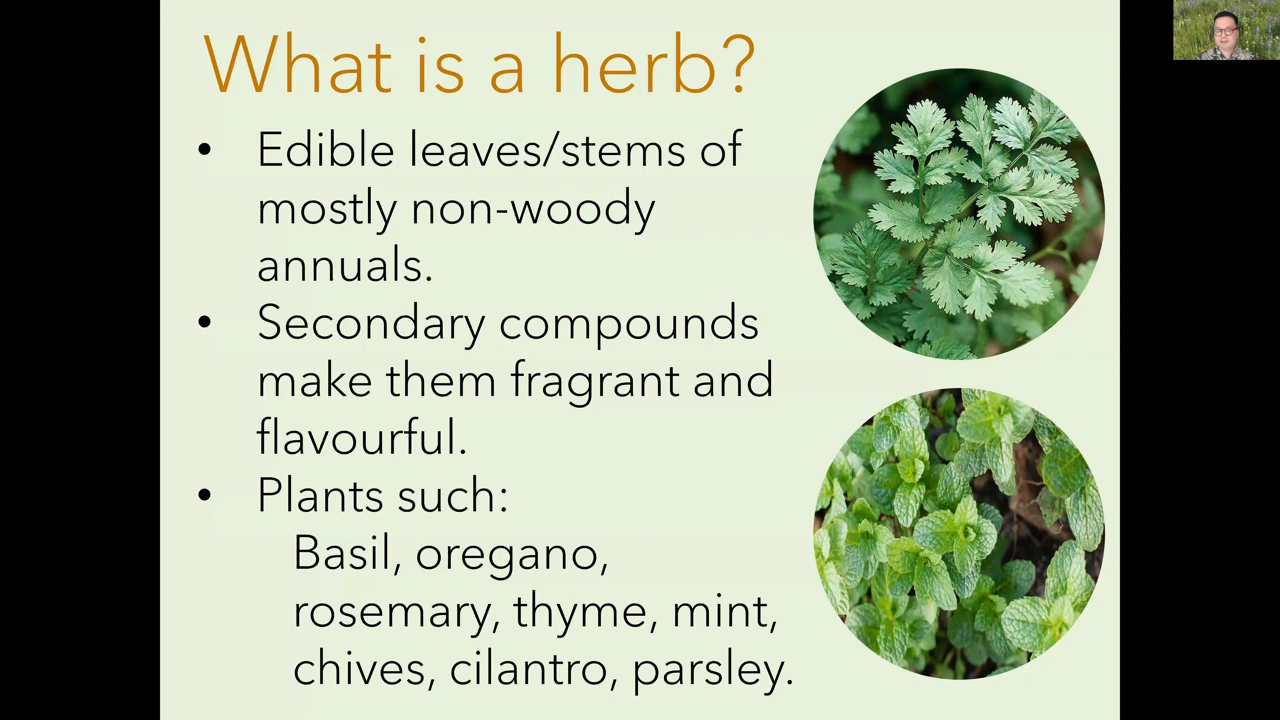 What is a herb?
• Edible leaves/stems of
mostly non-woody
annuals.
• Secondary compounds
make them fragrant and
flavourful.
• Plants such:
Basil, oregano,
rosemary, thyme, mint,
chives, cilantro, parsley.